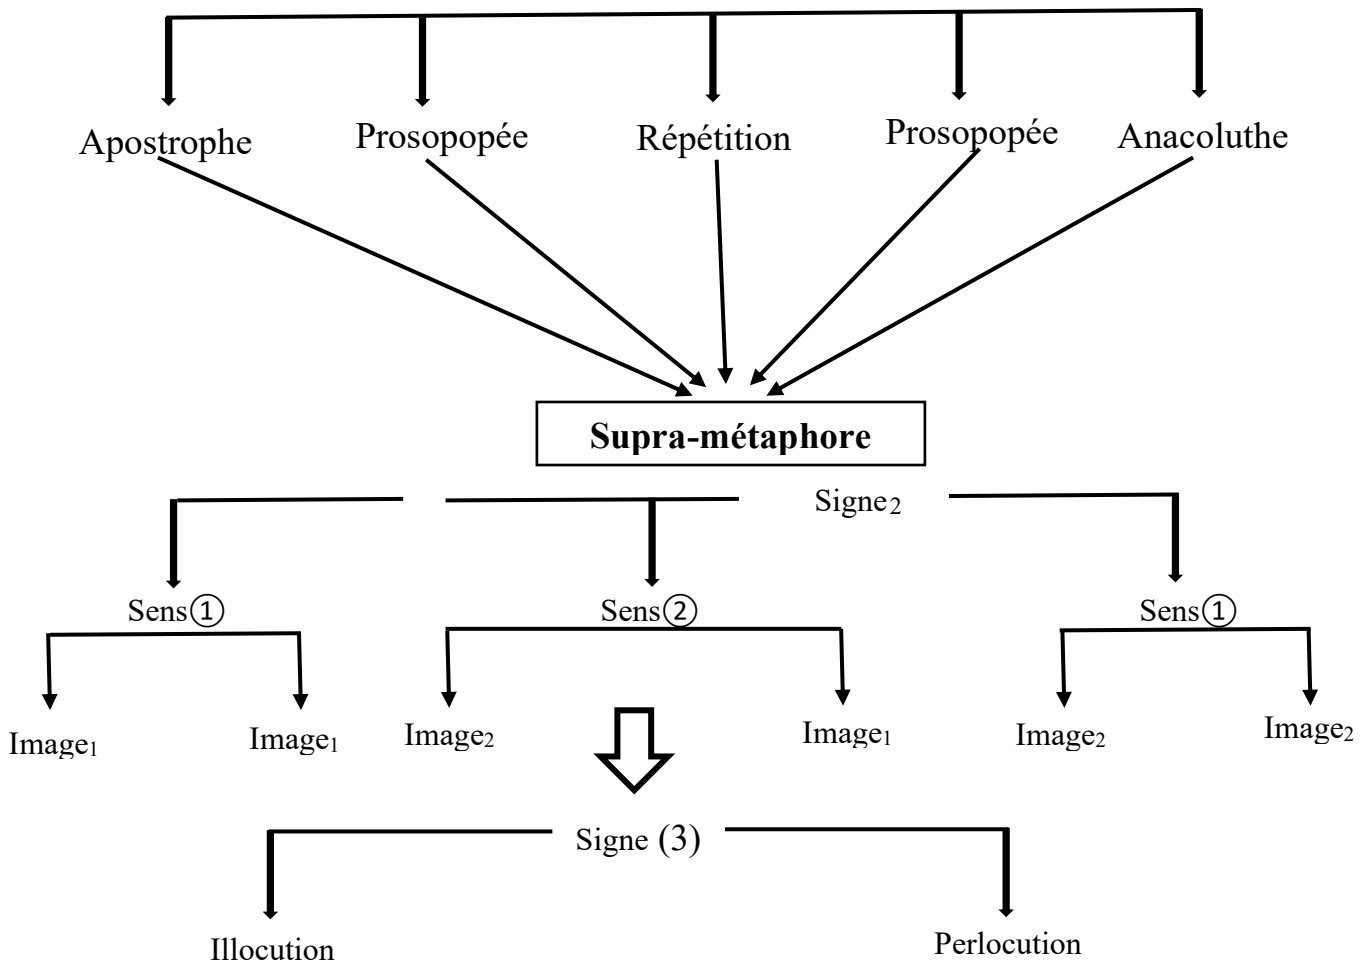 Apostrophe Prosopopée Répétition Prosopopée Anacoluthe
Supra-métaphore
Signe₂
Sens① Sens② Sens①
Image₁ Image₁ Image₂ Image₁ Image₂ Image₂
Signe (3)
Illocution Perlocution